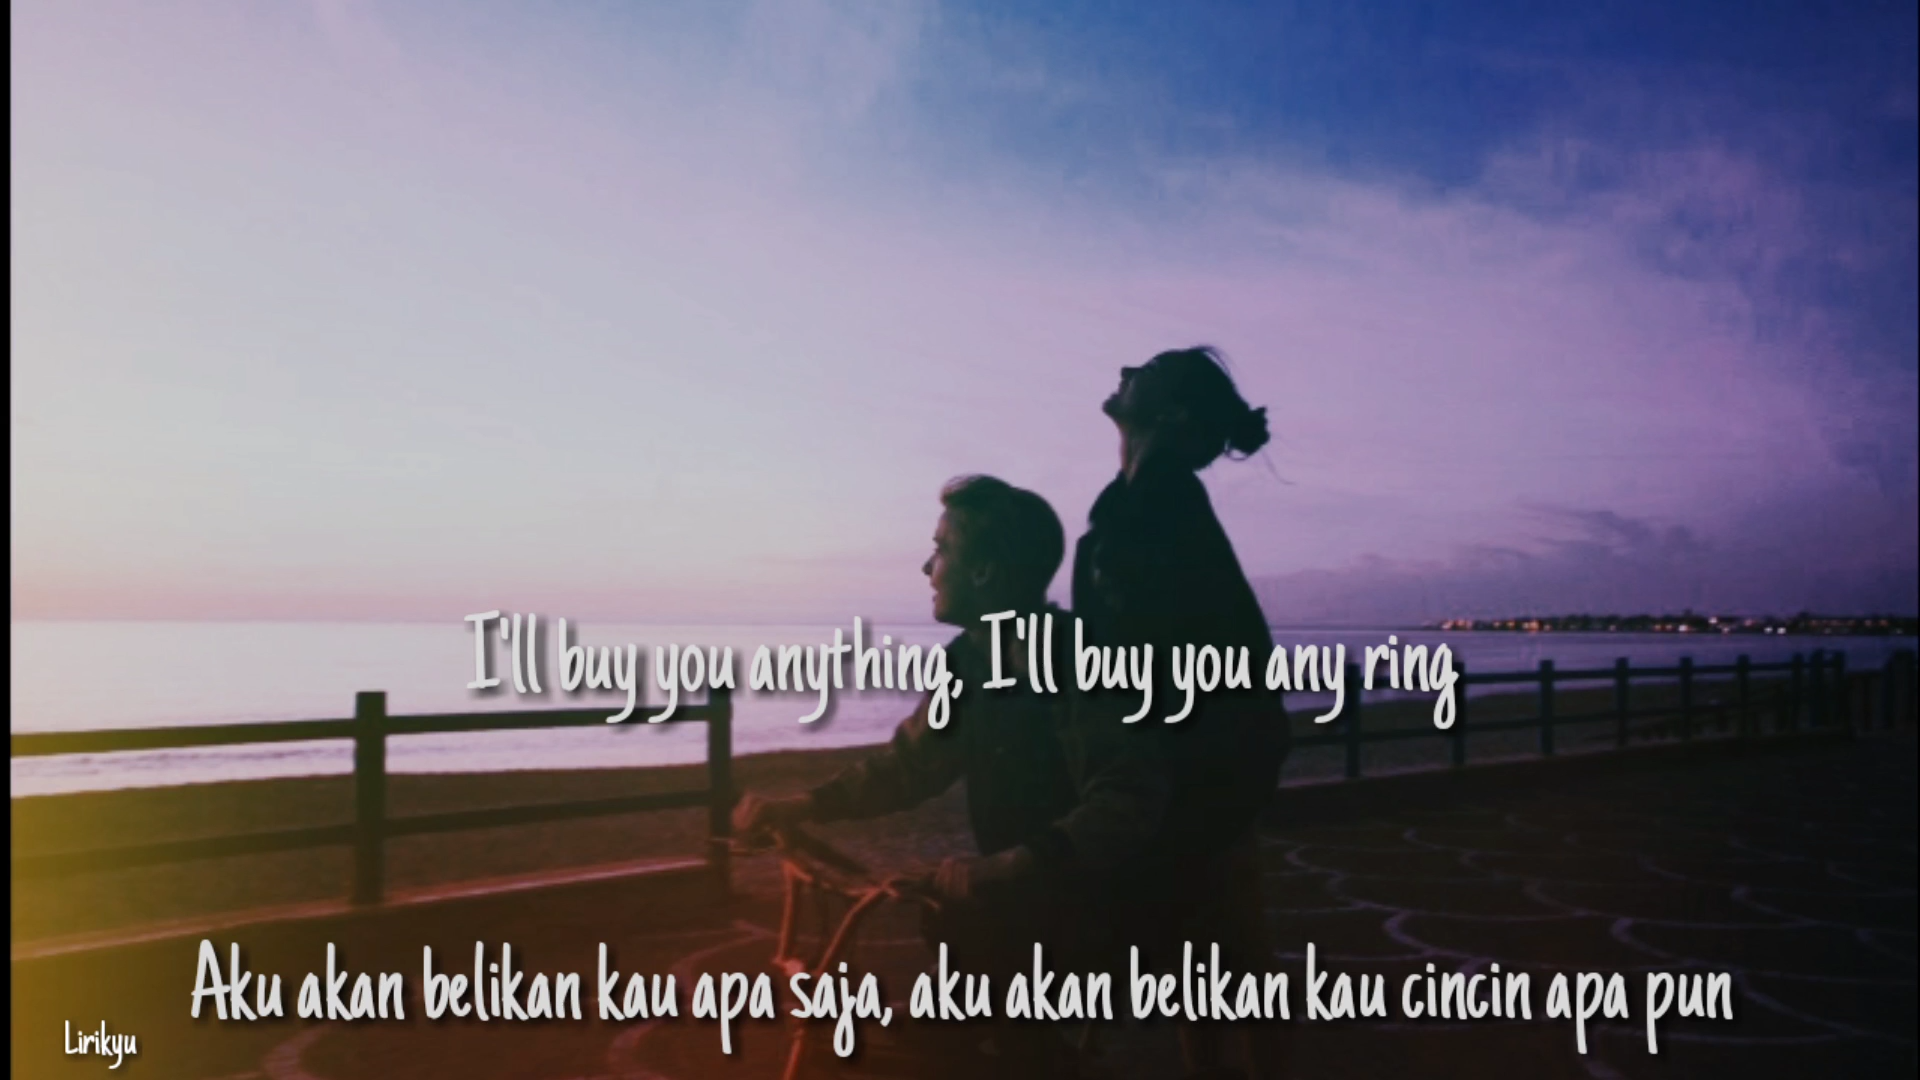 I'll buy you anything, I'll buy you any ring
Aku akan belikan kau apa saja, aku akan belikan kau cincin apa pun
Lirikyu